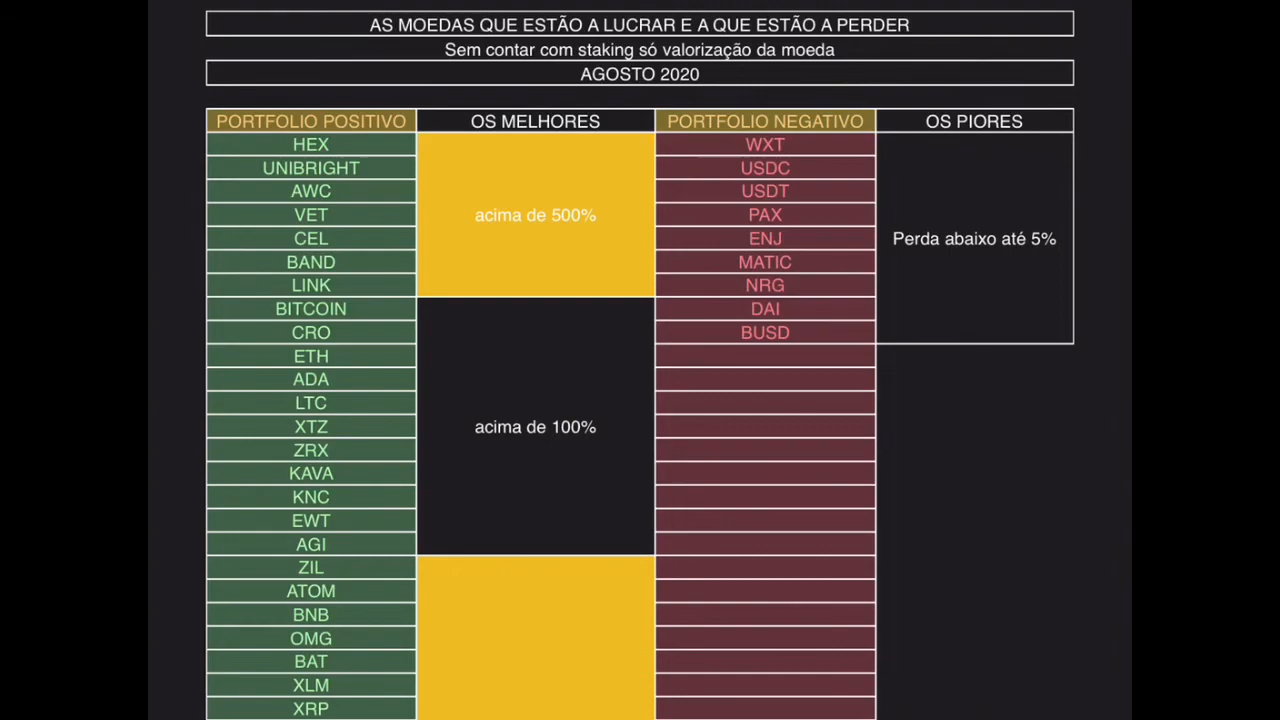 AS MOEDAS QUE ESTÃO A LUCRAR E A QUE ESTÃO A PERDER
Sem contar com staking só valorização da moeda
AGOSTO 2020
PORTFOLIO POSITIVO OS MELHORES PORTFOLIO NEGATIVO OS PIORES
HEX WXT
UNIBRIGHT USDC
AWC USDT
VET acima de 500% PAX
CEL ENJ Perda abaixo até 5%
BAND MATIC
LINK NRG
BITCOIN DAI
CRO BUSD
ETH
ADA
LTC
XTZ acima de 100%
ZRX
KAVA
KNC
EWT
AGI
ZIL
ATOM
BNB
OMG
BAT
XLM
XRP